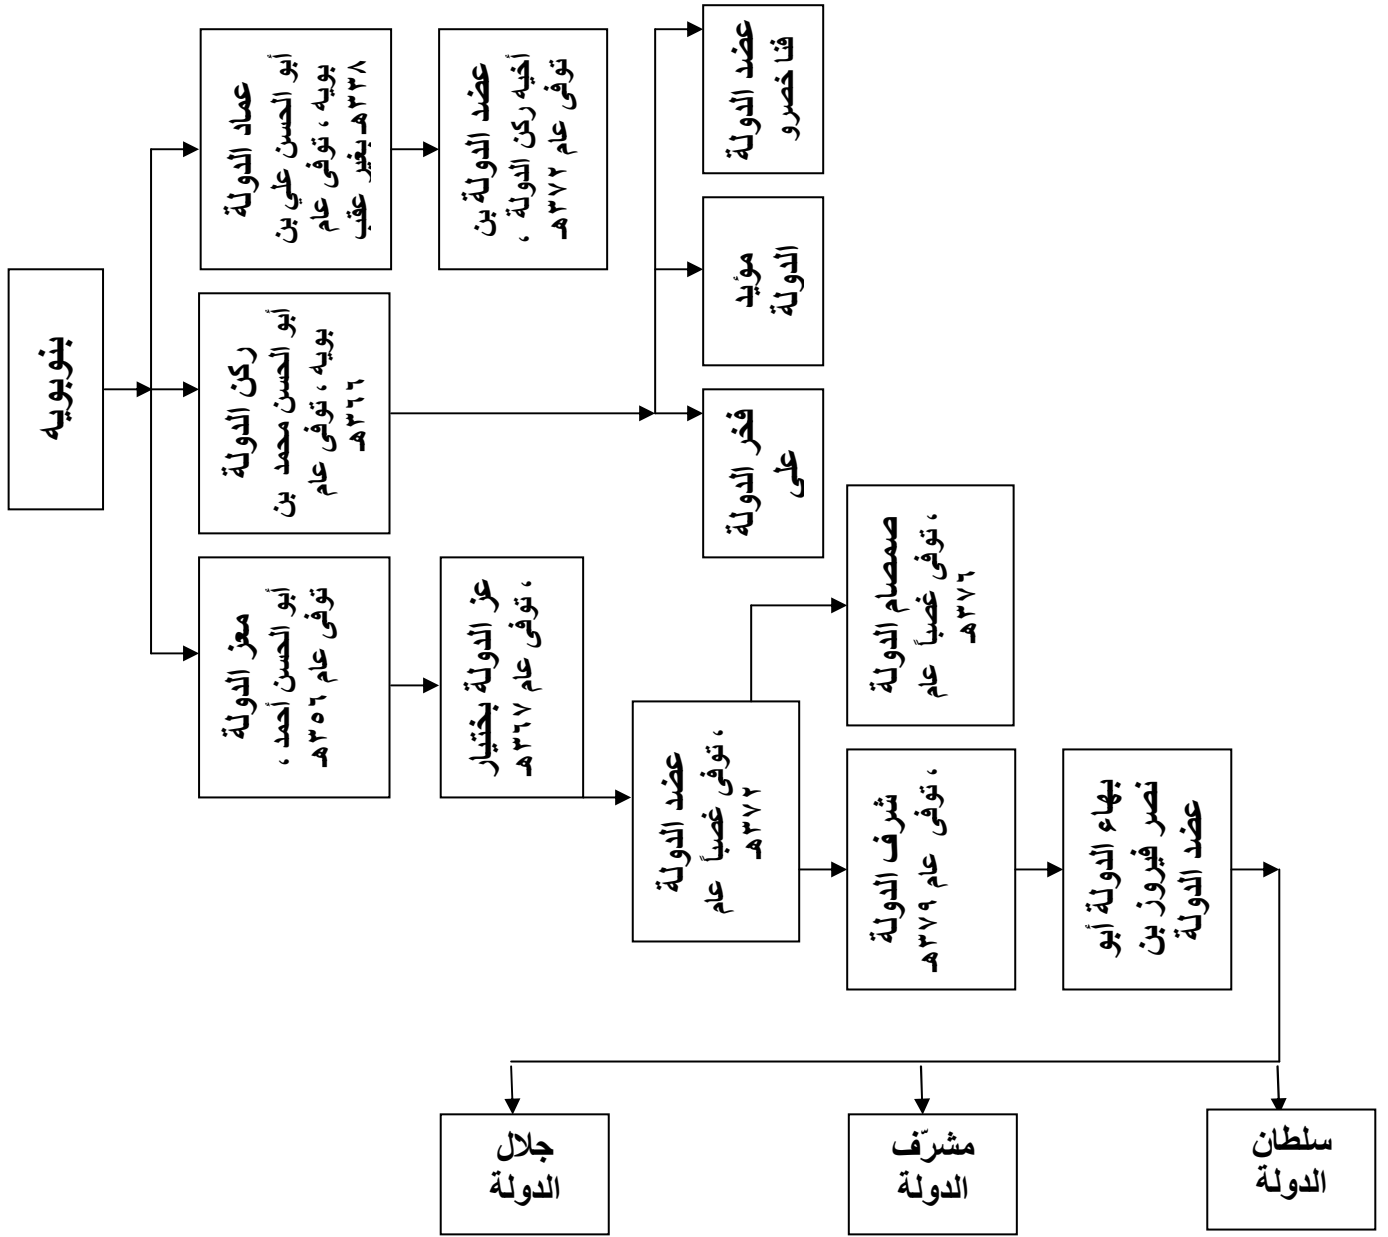 بنوبويه
عماد الدولة
أبو الحسن علي بن
بويه ، توفى عام
٣٣٨هـ بغير عقب
ركن الدولة
أبو الحسن محمد بن
بويه ، توفى عام
٣٦٦هـ
معز الدولة
أبو الحسن أحمد ،
توفى عام ٣٥٦هـ
عضد الدولة بن
أخيه ركن الدولة ،
توفى عام ٣٧٢هـ
عز الدولة بختيار
، توفى عام ٣٦٧هـ
عضد الدولة
فنا خصرو
مؤيد
الدولة
فخر الدولة
على
عضد الدولة
، توفى غصباً عام
٣٧٢هـ
صمصام الدولة
، توفى غصباً عام
٣٧٦هـ
شرف الدولة
، توفى عام ٣٧٩هـ
بهاء الدولة أبو
نصر فيروز بن
عضد الدولة
سلطان
الدولة
مشرّف
الدولة
جلال
الدولة